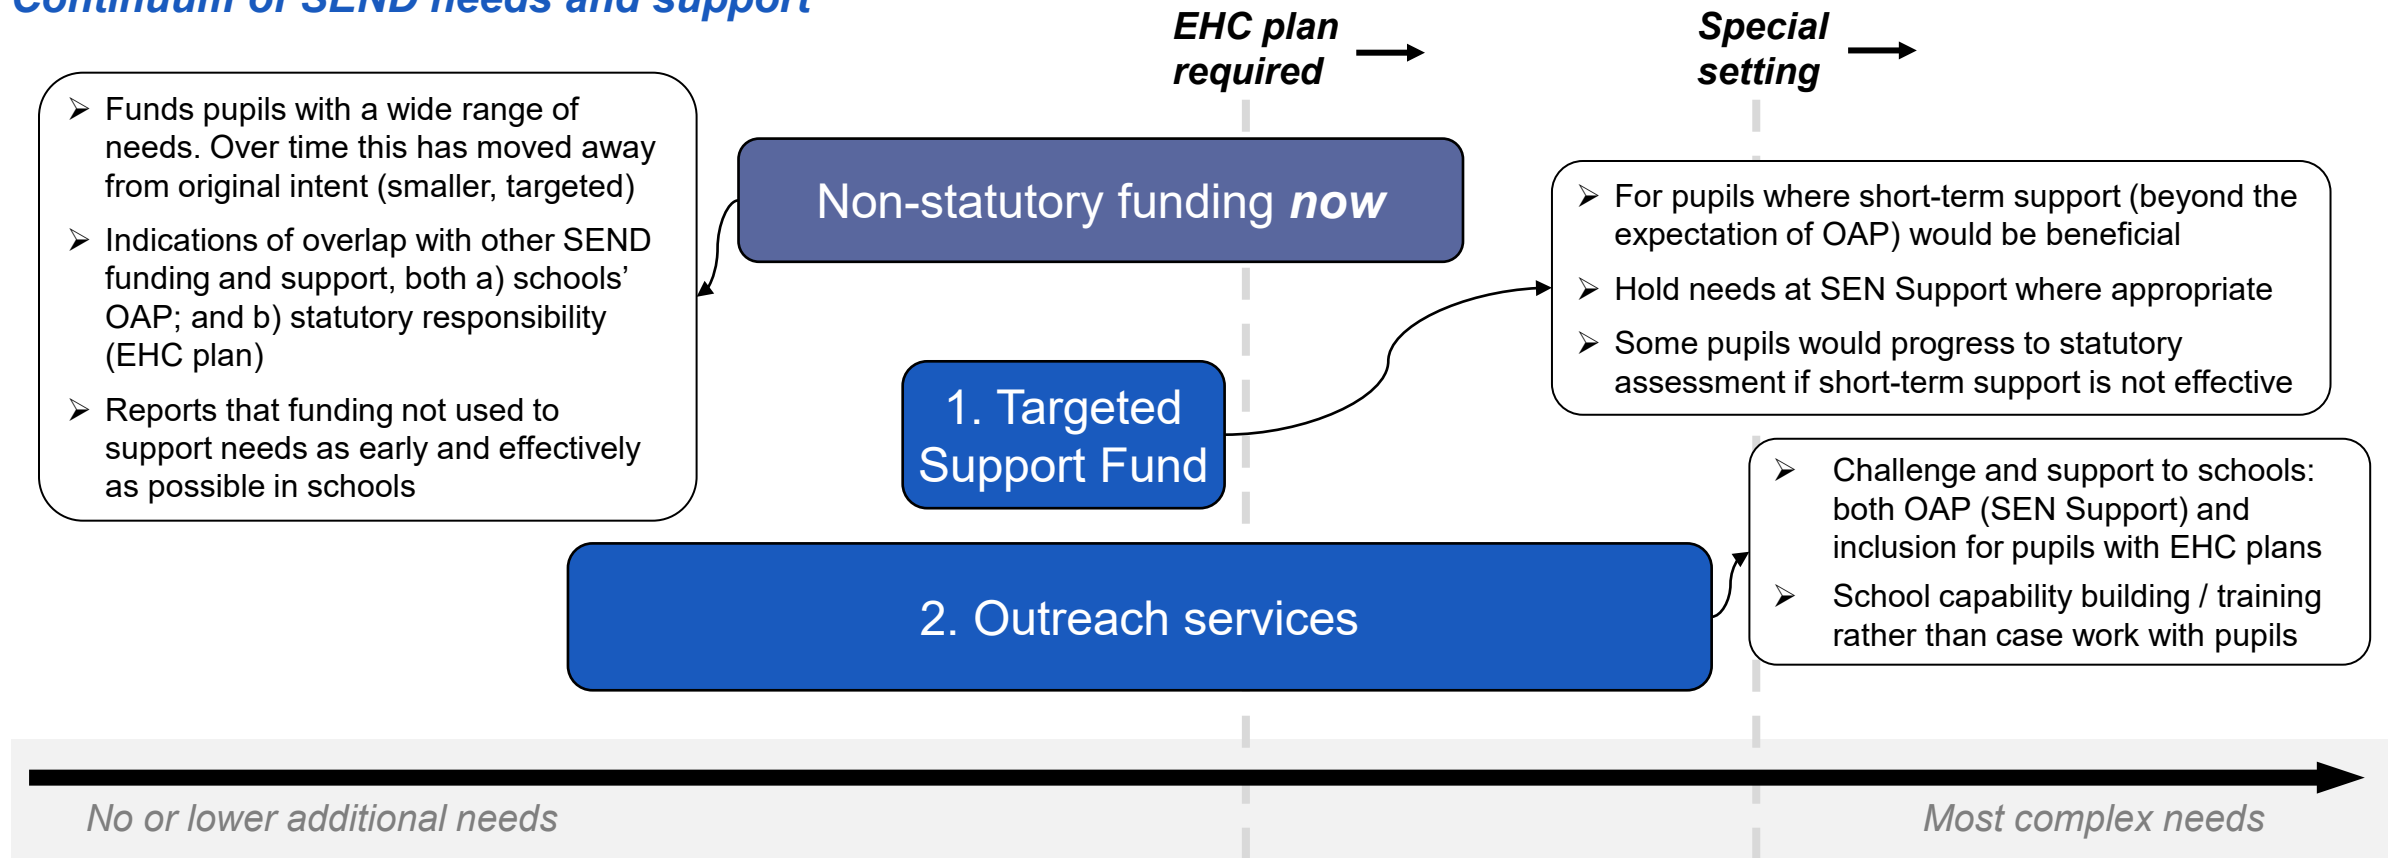 Continuum of SEND needs and support
EHC plan
required
Special
setting
➢ Funds pupils with a wide range of
needs. Over time this has moved away
from original intent (smaller, targeted)
➢ Indications of overlap with other SEND
funding and support, both a) schools’
OAP; and b) statutory responsibility
(EHC plan)
➢ Reports that funding not used to
support needs as early and effectively
as possible in schools
Non-statutory funding now
➢ For pupils where short-term support (beyond the
expectation of OAP) would be beneficial
➢ Hold needs at SEN Support where appropriate
➢ Some pupils would progress to statutory
assessment if short-term support is not effective
1. Targeted
Support Fund
➢ Challenge and support to schools:
both OAP (SEN Support) and
inclusion for pupils with EHC plans
➢ School capability building / training
rather than case work with pupils
2. Outreach services
No or lower additional needs
Most complex needs